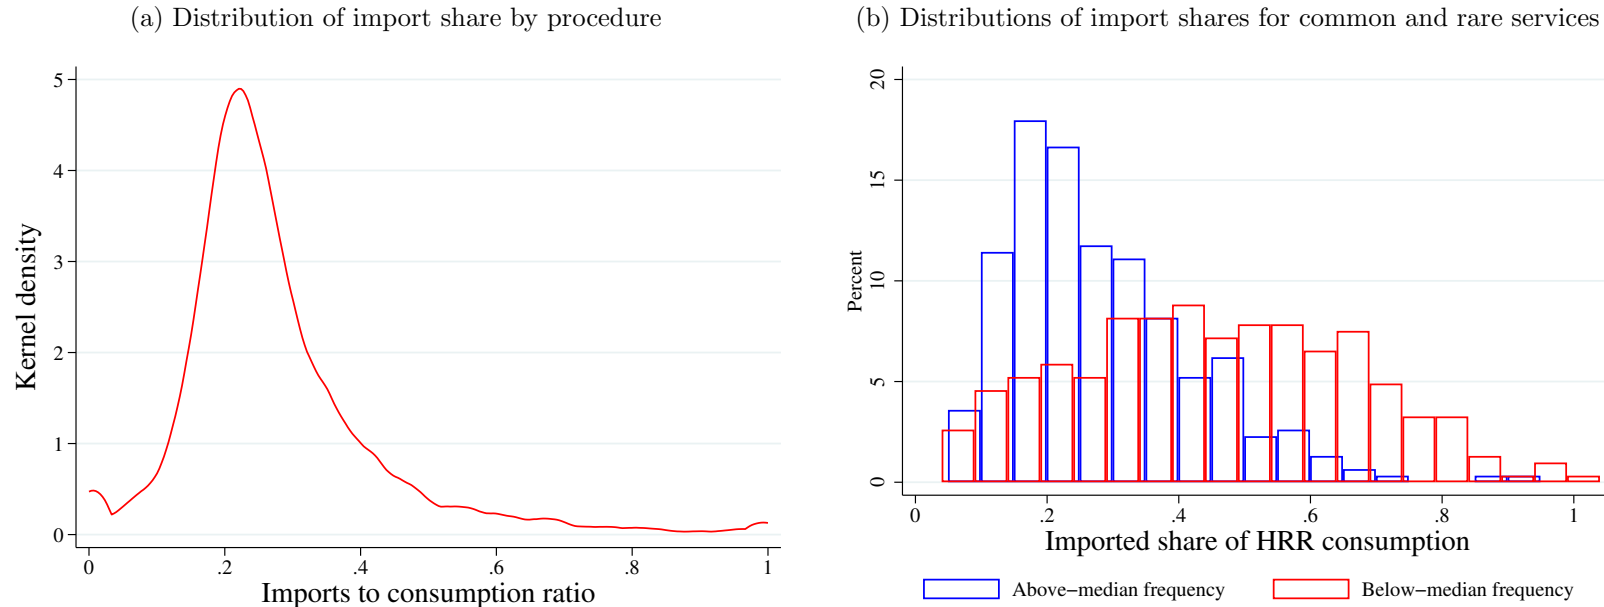 (a) Distribution of import share by procedure
5
4
3
2
1
0
Kernel density
0 .2 .4 .6 .8 1
Imports to consumption ratio
(b) Distributions of import shares for common and rare services
20
15
10
5
0
Percent
0 .2 .4 .6 .8 1
Imported share of HRR consumption
Above−median frequency Below−median frequency